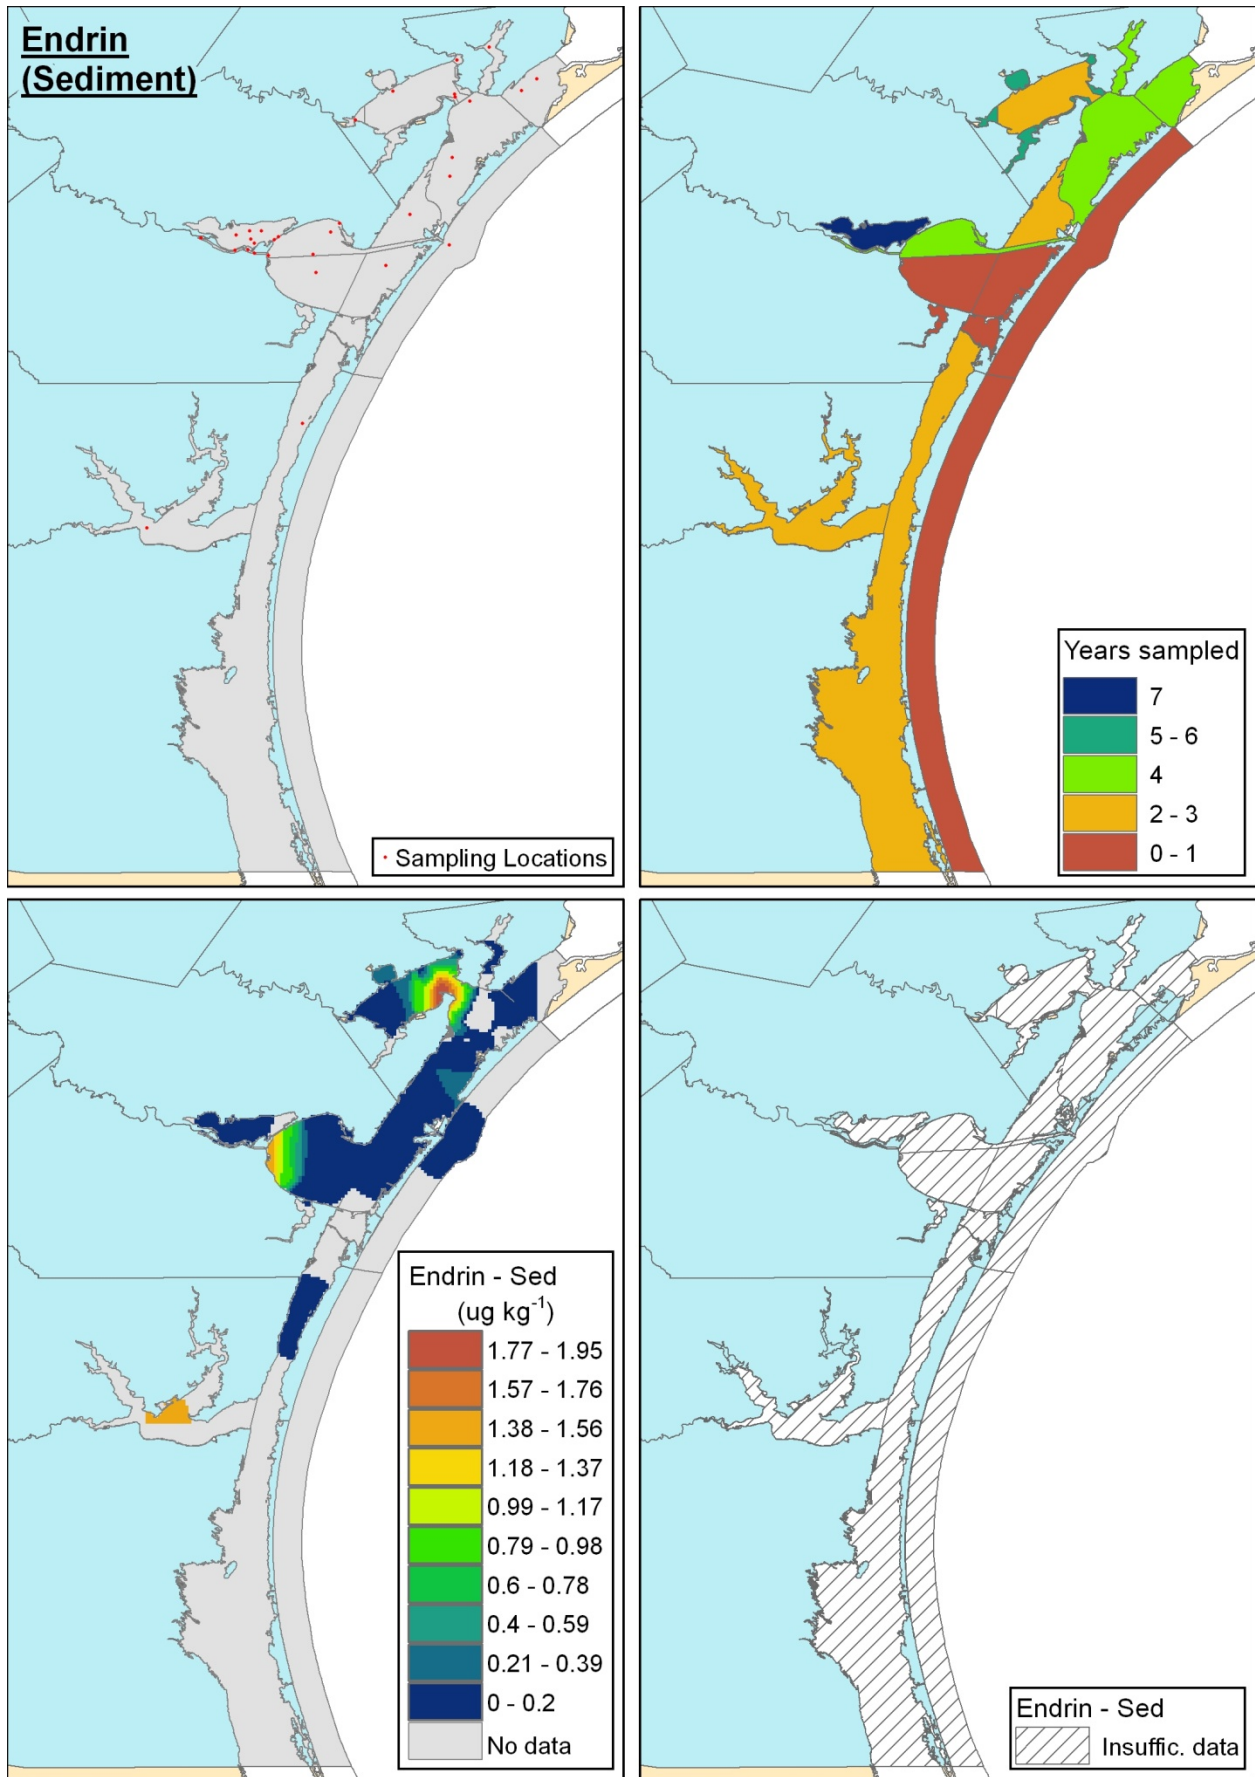 Endrin
(Sediment)
Sampling Locations
Years sampled
7
5 - 6
4
2 - 3
0 - 1
Endrin - Sed
(ug kg-1)
1.77 - 1.95
1.57 - 1.76
1.38 - 1.56
1.18 - 1.37
0.99 - 1.17
0.79 - 0.98
0.6 - 0.78
0.4 - 0.59
0.21 - 0.39
0 - 0.2
No data
Endrin - Sed
Insuffic. data